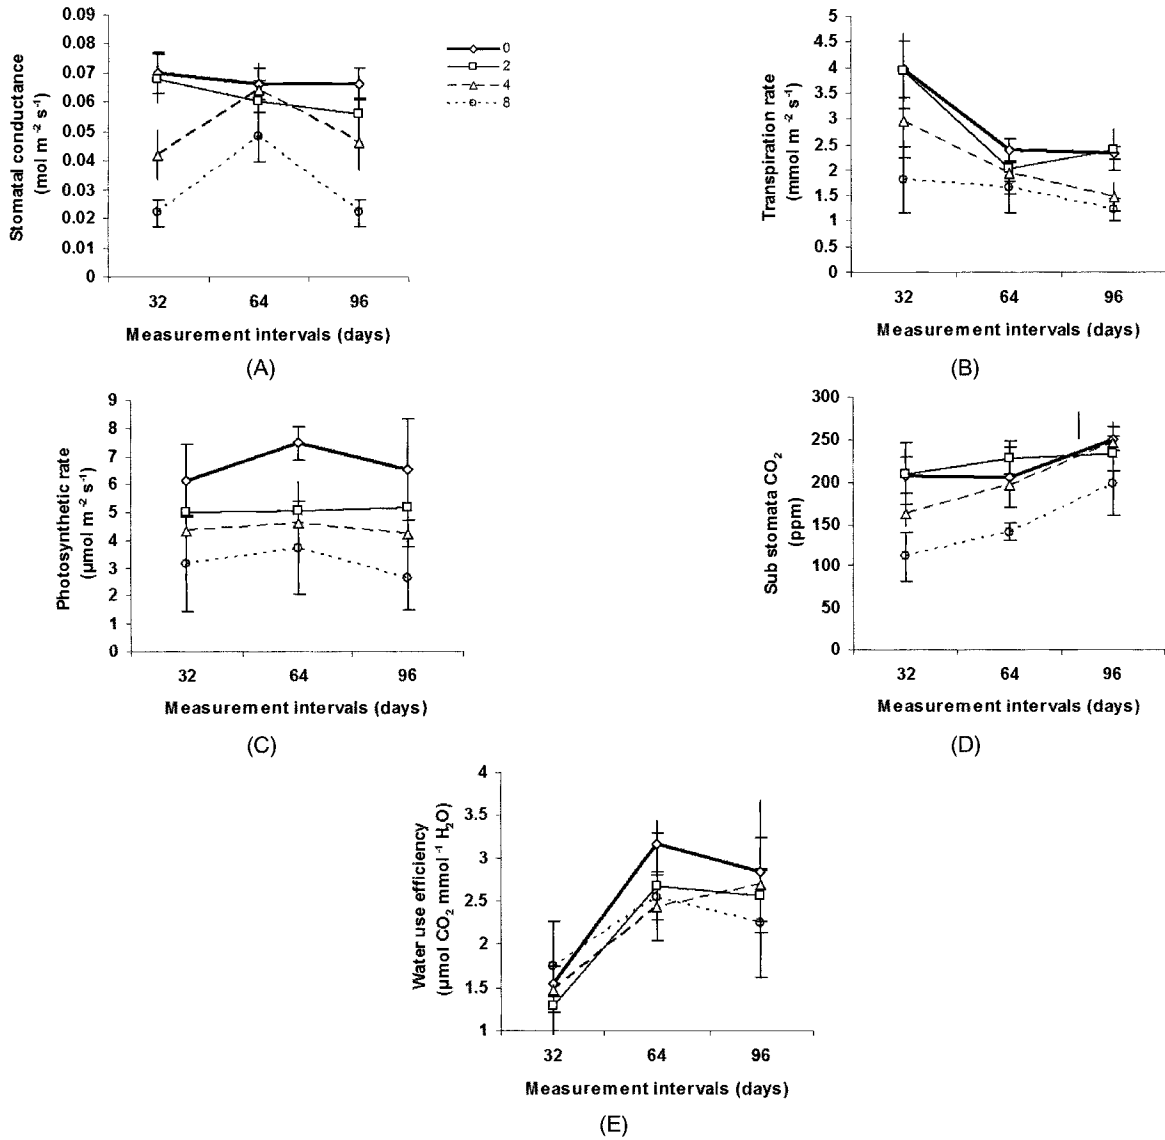 0.09
0.08
0.07
0.06
0.05
0.04
0.03
0.02
0.01
0
Stomatal conductance
(mol m⁻² s⁻¹)
32 64 96
Measurement intervals (days)
(A)
0
2
4
8
5
4.5
4
3.5
3
2.5
2
1.5
1
0.5
0
Transpiration rate
(mmol m⁻² s⁻¹)
32 64 96
Measurement intervals (days)
(B)
9
8
7
6
5
4
3
2
1
0
Photosynthetic rate
(µmol m⁻² s⁻¹)
32 64 96
Measurement intervals (days)
(C)
300
250
200
150
100
50
0
Sub stomata CO₂
(ppm)
32 64 96
Measurement intervals (days)
(D)
4
3.5
3
2.5
2
1.5
1
Water use efficiency
(µmol CO₂ mmol⁻¹ H₂O)
32 64 96
Measurement intervals (days)
(E)